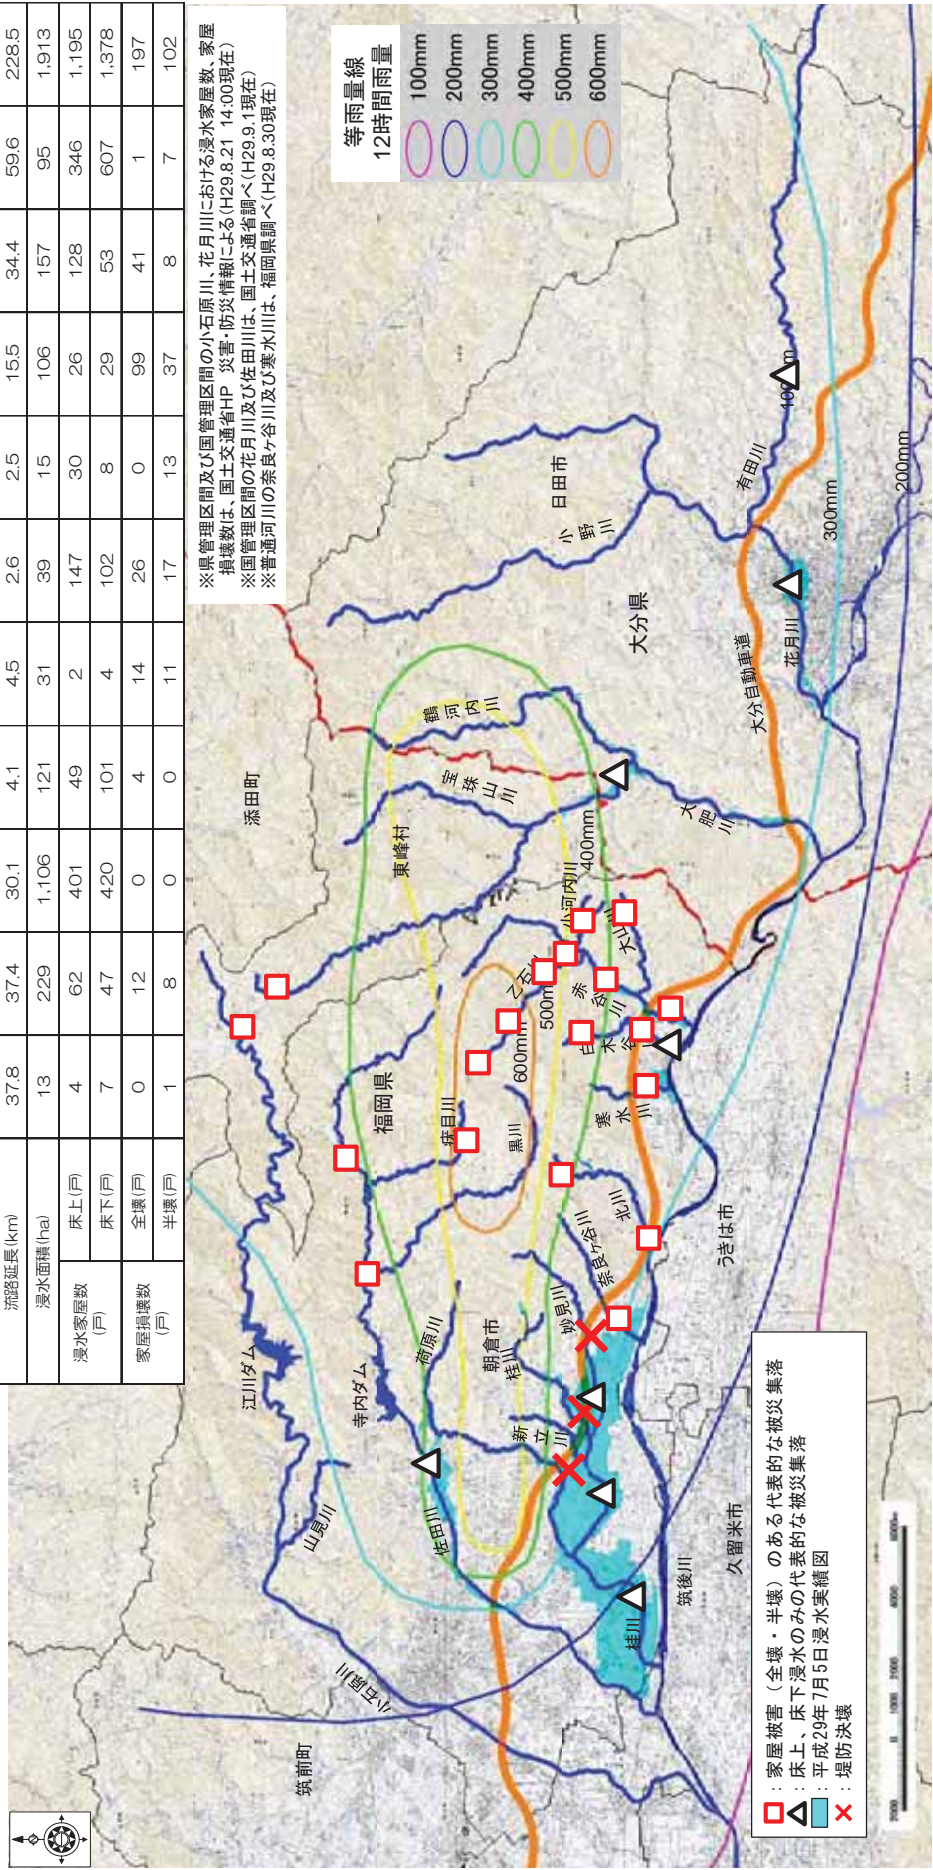 流路延長(km) 37.8 37.4 30.1 4.1 4.5 2.6 2.5 15.5 34.4 59.6 228.5
浸水面積(ha) 13 229 1,106 121 31 39 15 106 157 95 1,913
浸水家屋数(戸) 床上(戸) 4 62 401 49 2 147 30 26 128 346 1,195
床下(戸) 7 47 420 101 4 102 8 29 53 607 1,378
家屋損壊数(戸) 全壊(戸) 0 12 0 4 14 26 0 99 41 1 197
半壊(戸) 1 8 0 0 11 17 13 37 8 7 102
※県管理区間及び国管理区間の小石原川、花月川における浸水家屋数、家屋
損壊数は、国土交通省HP 災害・防災情報による(H29.8.21 14:00現在)
※国管理区間の花月川及び佐田川は、国土交通省調べ(H29.9.1現在)
※普通河川の奈良ヶ谷川及び寒水川は、福岡県調べ(H29.8.30現在)
等雨量線
12時間雨量
100mm
200mm
300mm
400mm
500mm
600mm
添田町
江川ダム
寺内ダム
山見川
佐田川
荷原川
福岡県
疣目川
黒川
東峰村
宝珠山川
鶴河内川
日田市
小野川
大分県
有田川
花月川
大分自動車道
大肥川
小河内川
大山川
乙石川
赤谷川
白木谷川
寒水川
北川
奈良ヶ谷川
妙見川
朝倉市
桂川
新立川
小石原川
筑前町
桂川
筑後川
久留米市
うきは市
600mm
500m
400mm
300mm
200mm
100mm
：家屋被害（全壊・半壊）のある代表的な被災集落
：床上、床下浸水のみの代表的な被災集落
：平成29年7月5日浸水実績図
：堤防決壊